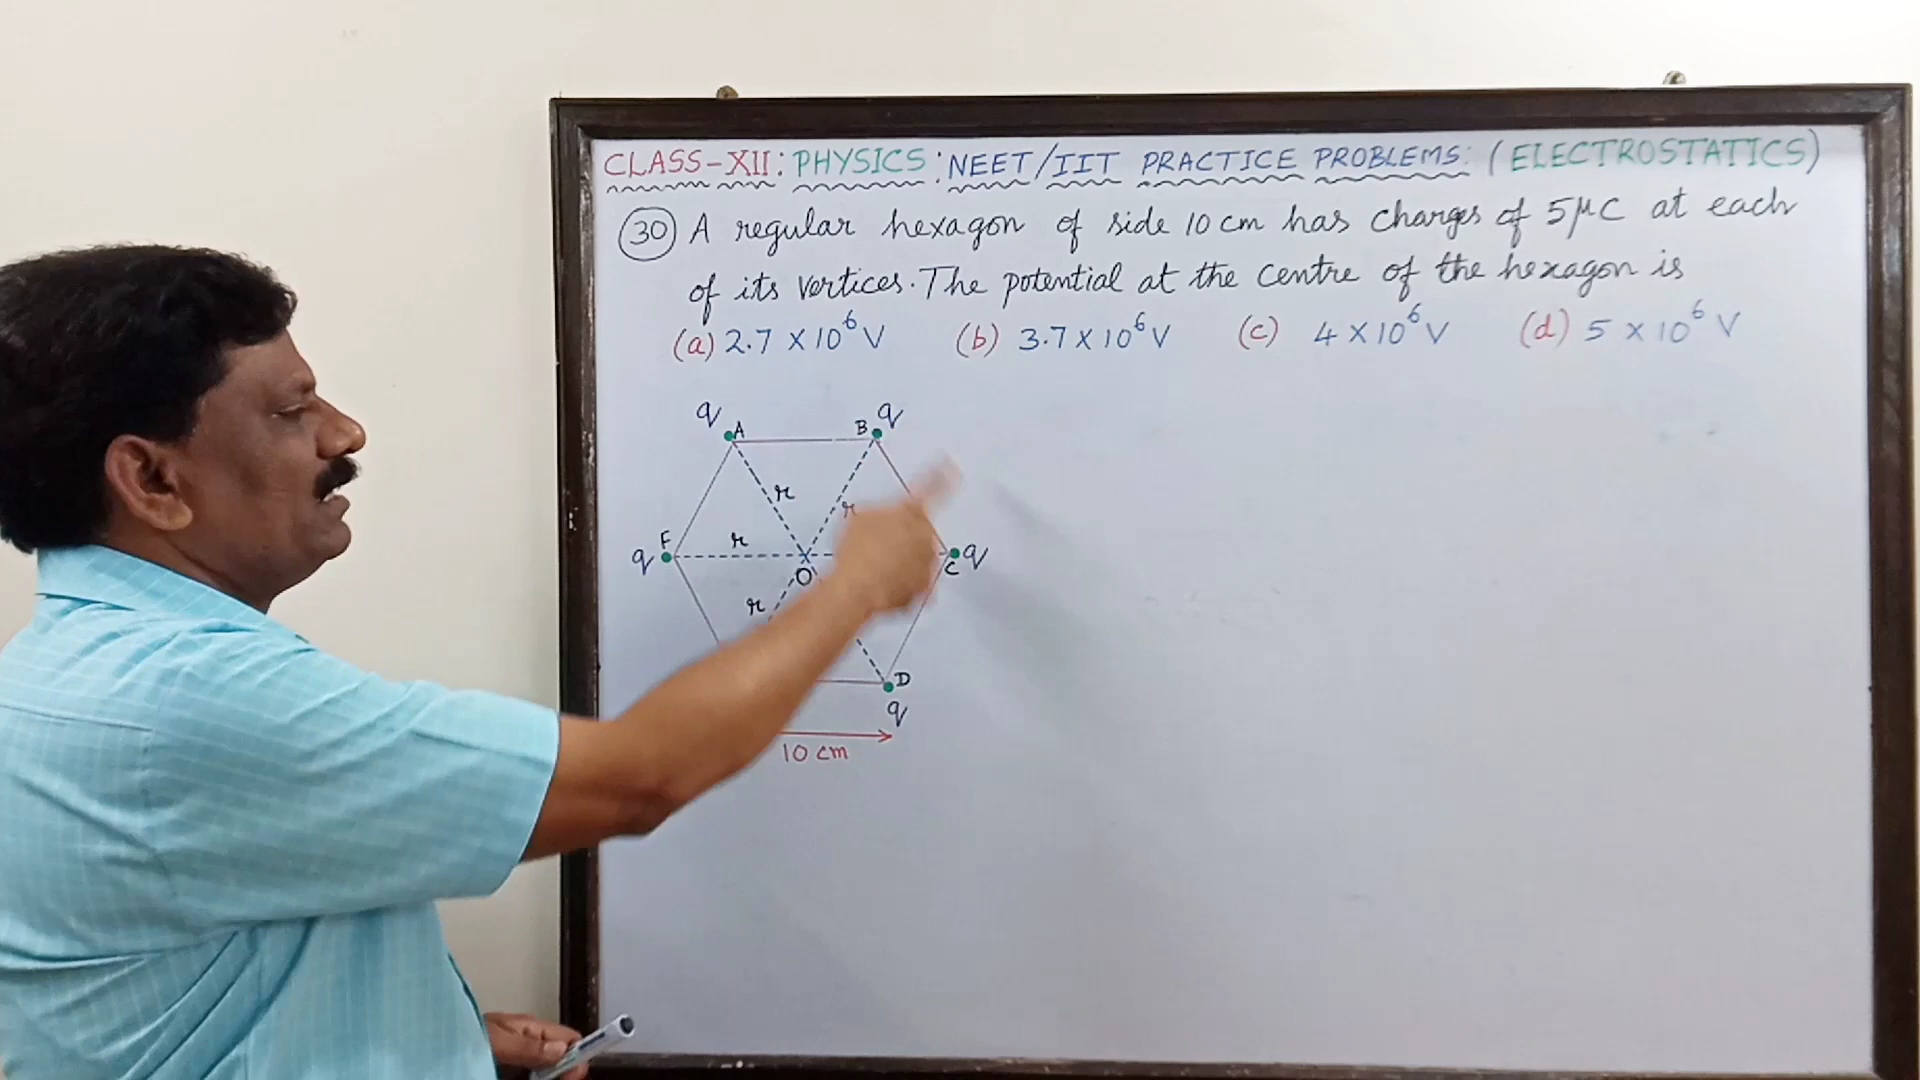 CLASS-XII: PHYSICS: NEET/IIT PRACTICE PROBLEMS: (ELECTROSTATICS)
30 A regular hexagon of side 10 cm has charges of 5μC at each
of its vertices. The potential at the centre of the hexagon is
(a) 2.7 × 10⁶ V (b) 3.7 × 10⁶ V (c) 4 × 10⁶ V (d) 5 × 10⁶ V
q q
A B
r
r
F r
q O C q
r
D
q
10 cm